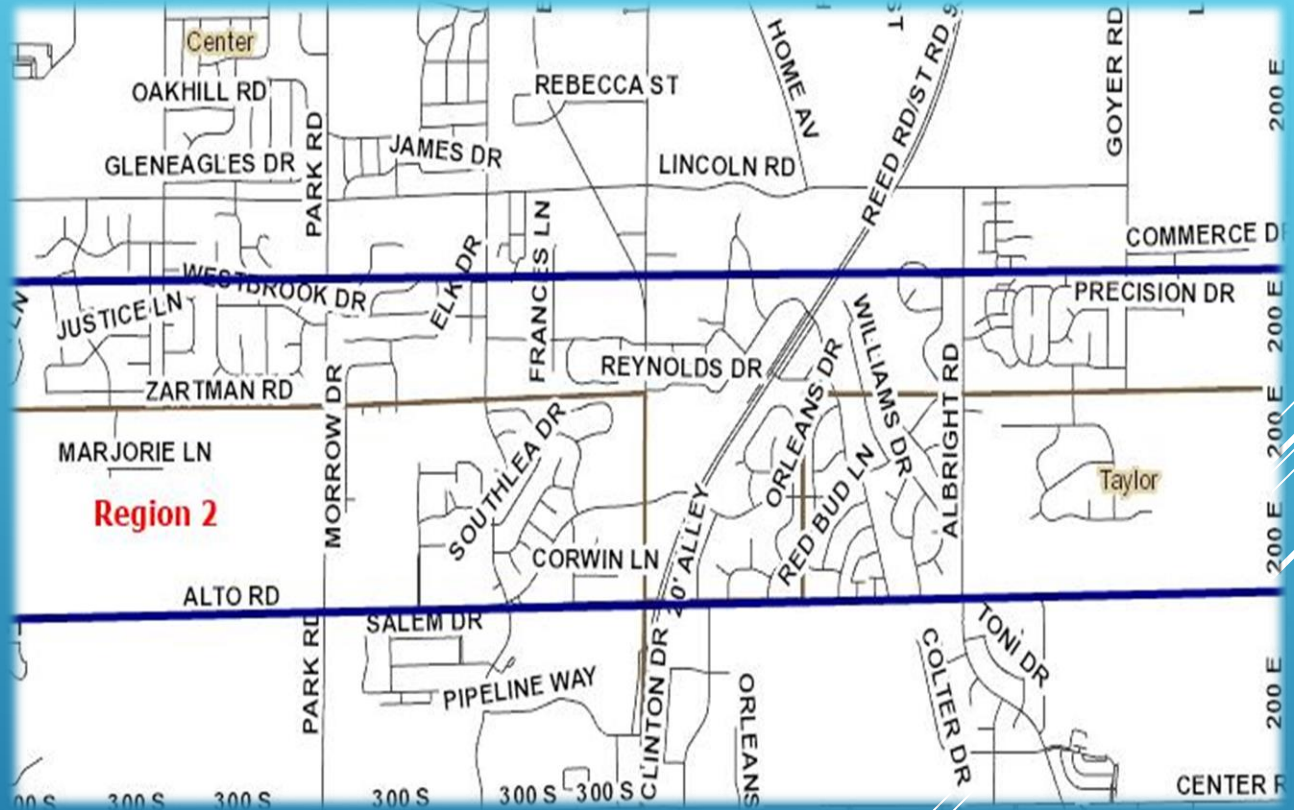 Center
OAKHILL RD
PARK RD
GLENEAGLES DR
JAMES DR
REBECCA ST
HOME AV
REED RD/ST RD 9
GOYER RD
200 E
LINCOLN RD
COMMERCE D
WESTBROOK DR
ELK DR
FRANCES LN
JUSTICE LN
LN
PRECISION DR
200 E
WILLIAMS DR
REYNOLDS DR
ZARTMAN RD
MORROW DR
ORLEANS DR
ALBRIGHT RD
200 E
MARJORIE LN
SOUTHLEA DR
RED BUD LN
Taylor
Region 2
20' ALLEY
200 E
CORWIN LN
ALTO RD
SALEM DR
PARK RD
TONI DR
COLTER DR
CLINTON DR
PIPELINE WAY
ORLEANS
200 E
CENTER R
00 S
300 S
300 S
300 S
300 S
300 S